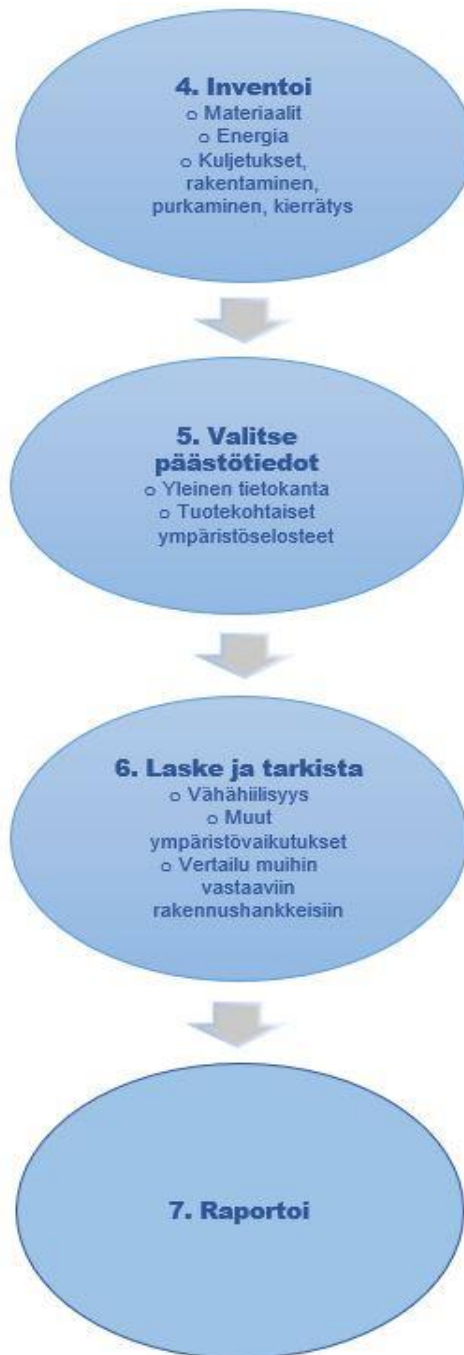 4. Inventoi
o Materiaalit
o Energia
o Kuljetukset,
rakentaminen,
purkaminen, kierrätys
5. Valitse
päästötiedot
o Yleinen tietokanta
o Tuotekohtaiset
ympäristöselosteet
6. Laske ja tarkista
o Vähähiilisyys
o Muut
ympäristövaikutukset
o Vertailu muihin
vastaaviin
rakennushankkeisiin
7. Raportoi